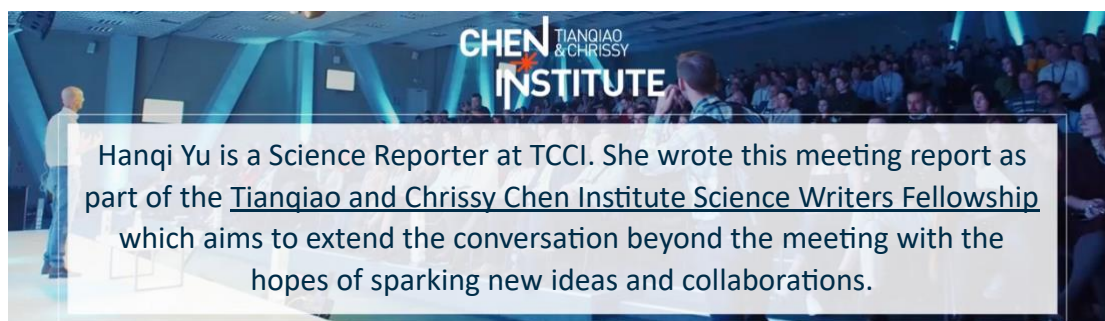 CHEN TIANQIAO
& CHRISSY
INSTITUTE
Hanqi Yu is a Science Reporter at TCCI. She wrote this meeting report as
part of the Tianqiao and Chrissy Chen Institute Science Writers Fellowship
which aims to extend the conversation beyond the meeting with the
hopes of sparking new ideas and collaborations.